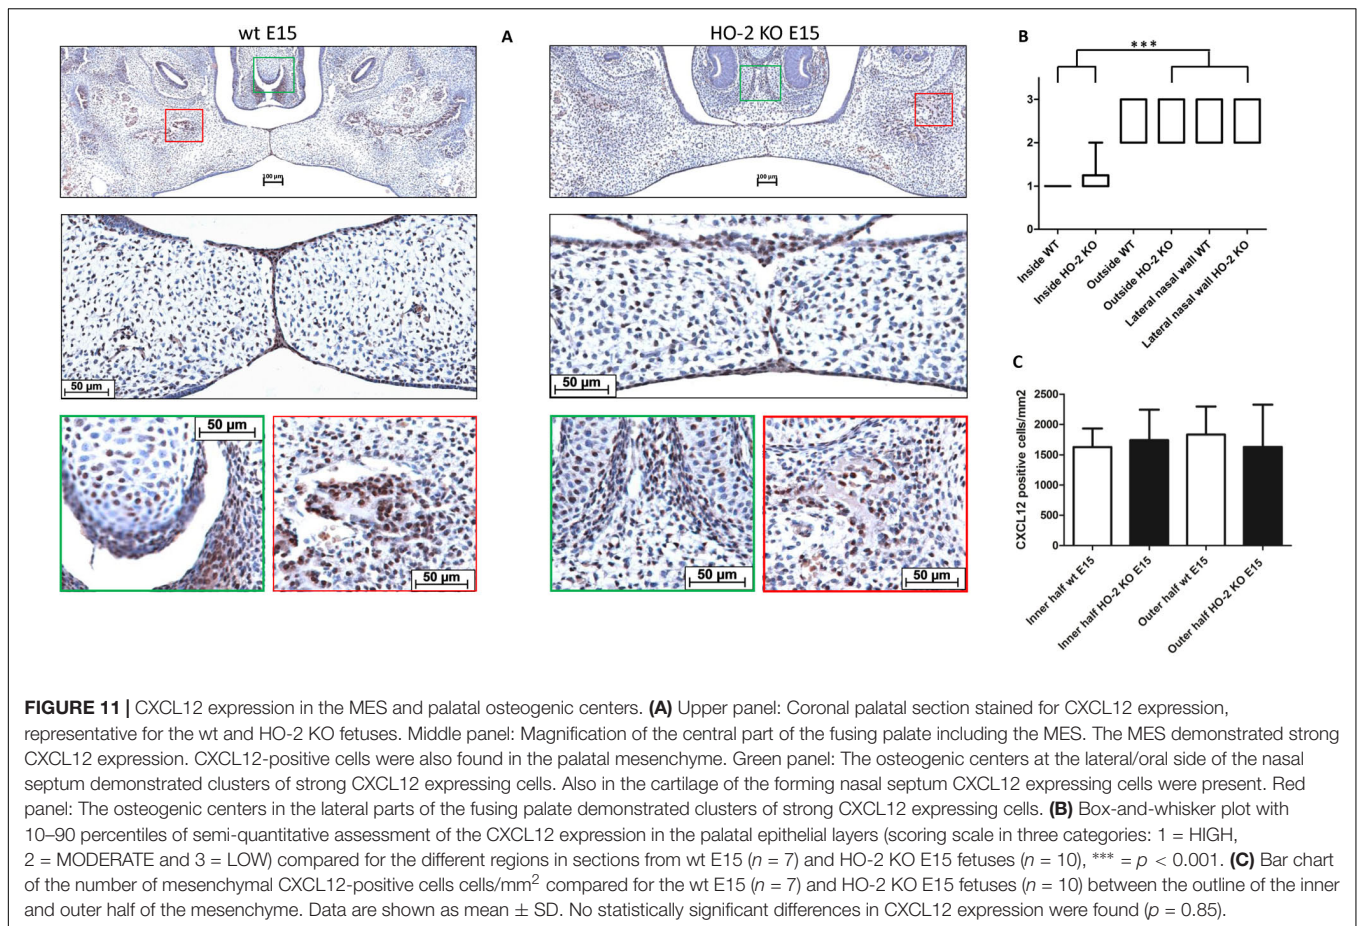 wt E15
A
HO-2 KO E15
100 µm
100 µm
50 µm
50 µm
50 µm
50 µm
50 µm
50 µm
B
***
3
2
1
0
Inside WT
Inside HO-2 KO
Outside WT
Outside HO-2 KO
Lateral nasal wall WT
Lateral nasal wall HO-2 KO
C
CXCL12 positive cells/mm2
2500
2000
1500
1000
500
0
Inner half wt E15
Inner half HO-2 KO E15
Outer half wt E15
Outer half HO-2 KO E15
FIGURE 11 | CXCL12 expression in the MES and palatal osteogenic centers. (A) Upper panel: Coronal palatal section stained for CXCL12 expression,
representative for the wt and HO-2 KO fetuses. Middle panel: Magnification of the central part of the fusing palate including the MES. The MES demonstrated strong
CXCL12 expression. CXCL12-positive cells were also found in the palatal mesenchyme. Green panel: The osteogenic centers at the lateral/oral side of the nasal
septum demonstrated clusters of strong CXCL12 expressing cells. Also in the cartilage of the forming nasal septum CXCL12 expressing cells were present. Red
panel: The osteogenic centers in the lateral parts of the fusing palate demonstrated clusters of strong CXCL12 expressing cells. (B) Box-and-whisker plot with
10–90 percentiles of semi-quantitative assessment of the CXCL12 expression in the palatal epithelial layers (scoring scale in three categories: 1 = HIGH,
2 = MODERATE and 3 = LOW) compared for the different regions in sections from wt E15 (n = 7) and HO-2 KO E15 fetuses (n = 10), *** = p < 0.001. (C) Bar chart
of the number of mesenchymal CXCL12-positive cells cells/mm² compared for the wt E15 (n = 7) and HO-2 KO E15 fetuses (n = 10) between the outline of the inner
and outer half of the mesenchyme. Data are shown as mean ± SD. No statistically significant differences in CXCL12 expression were found (p = 0.85).